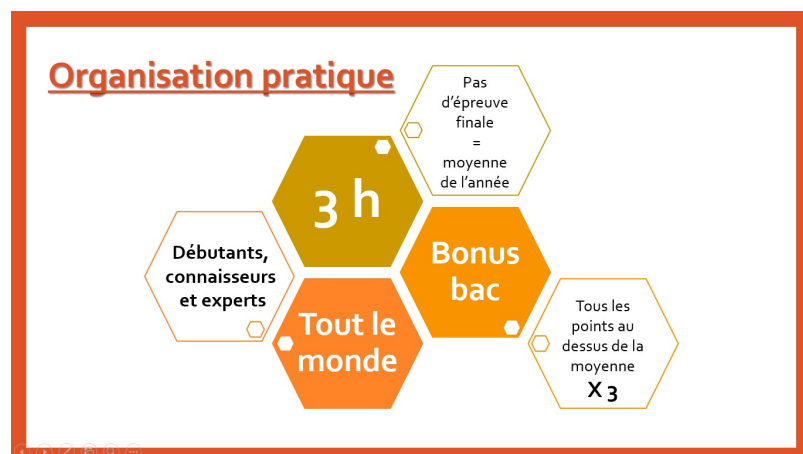 Organisation pratique
Pas
d'épreuve
finale
=
moyenne
de l'année
3 h
Débutants,
connaisseurs
et experts
Bonus
bac
Tout le
monde
Tous les
points au
dessus de la
moyenne
X 3